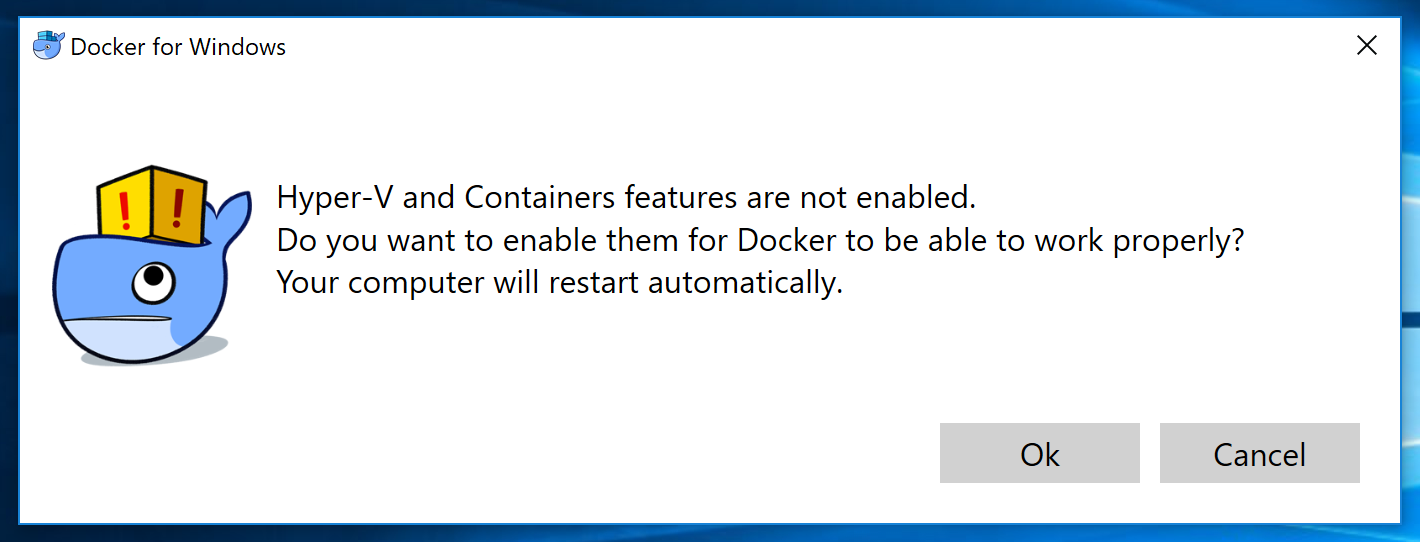 Docker for Windows
Hyper-V and Containers features are not enabled.
Do you want to enable them for Docker to be able to work properly?
Your computer will restart automatically.
Ok
Cancel